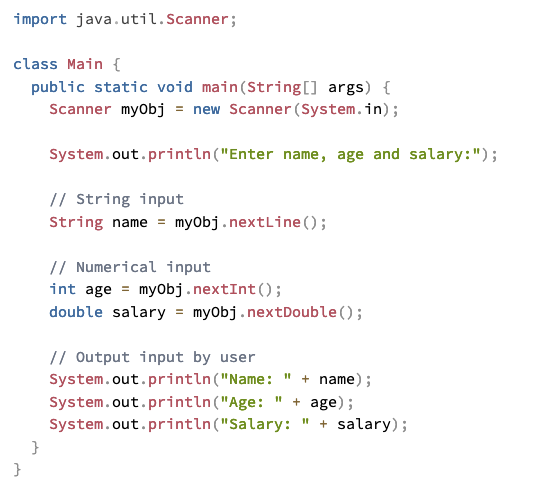 import java.util.Scanner;

class Main {
  public static void main(String[] args) {
    Scanner myObj = new Scanner(System.in);

    System.out.println("Enter name, age and salary:");

    // String input
    String name = myObj.nextLine();

    // Numerical input
    int age = myObj.nextInt();
    double salary = myObj.nextDouble();

    // Output input by user
    System.out.println("Name: " + name);
    System.out.println("Age: " + age);
    System.out.println("Salary: " + salary);
  }
}